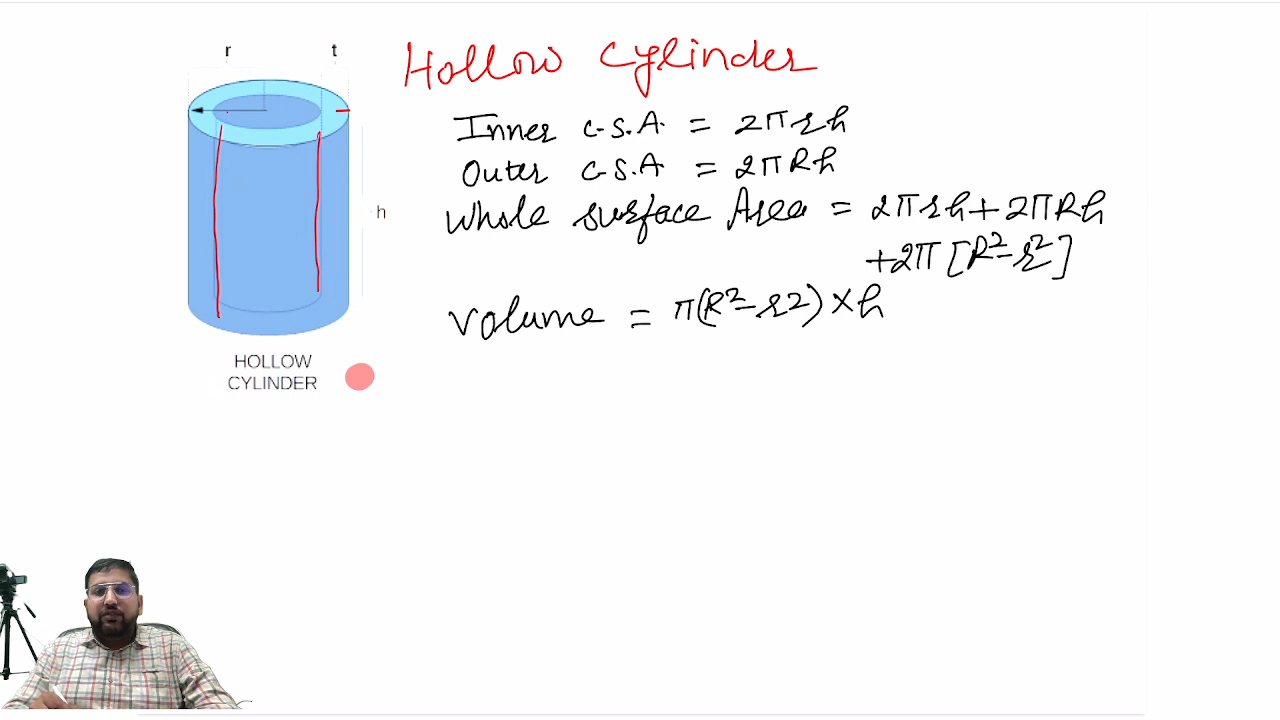 r t
Hollow Cylinder
Inner C.S.A. = 2πrh
Outer C.S.A = 2πRh
Whole surface Area = 2πrh + 2πRh
+ 2π [R²-r²]
h
volume = π(R²-r2) × h
HOLLOW
CYLINDER